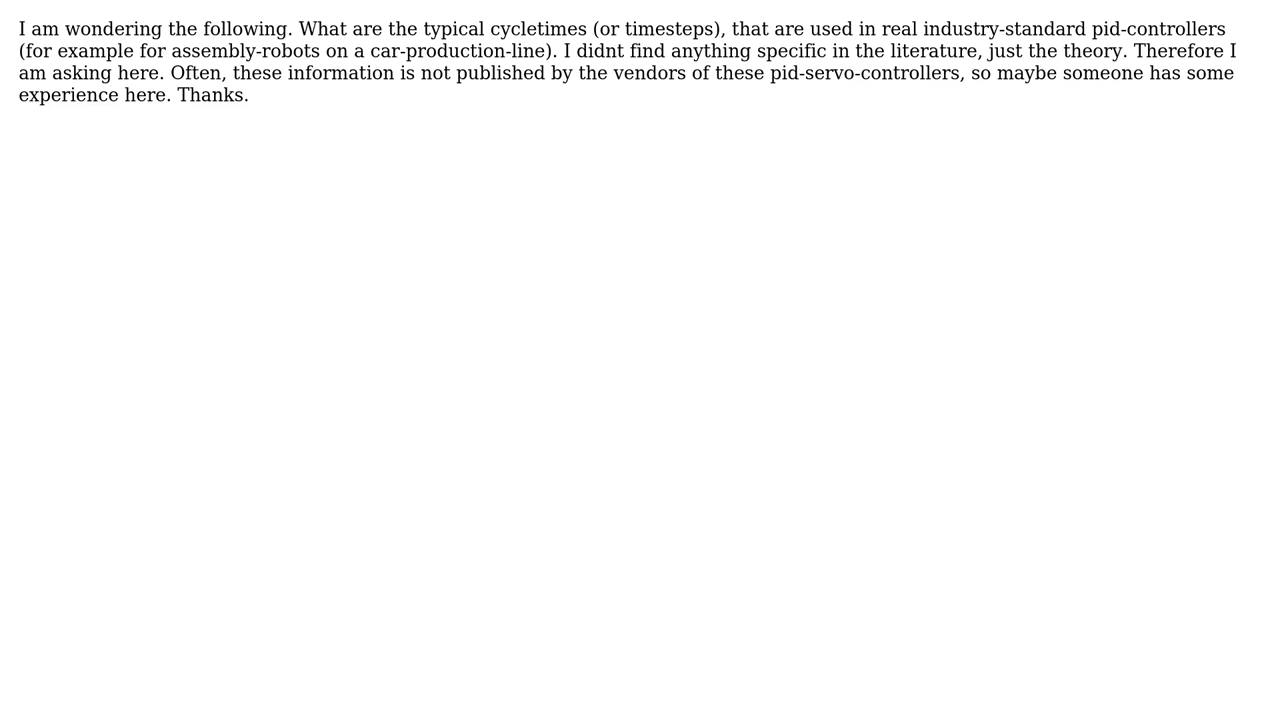 I am wondering the following. What are the typical cycletimes (or timesteps), that are used in real industry-standard pid-controllers
(for example for assembly-robots on a car-production-line). I didnt find anything specific in the literature, just the theory. Therefore I
am asking here. Often, these information is not published by the vendors of these pid-servo-controllers, so maybe someone has some
experience here. Thanks.